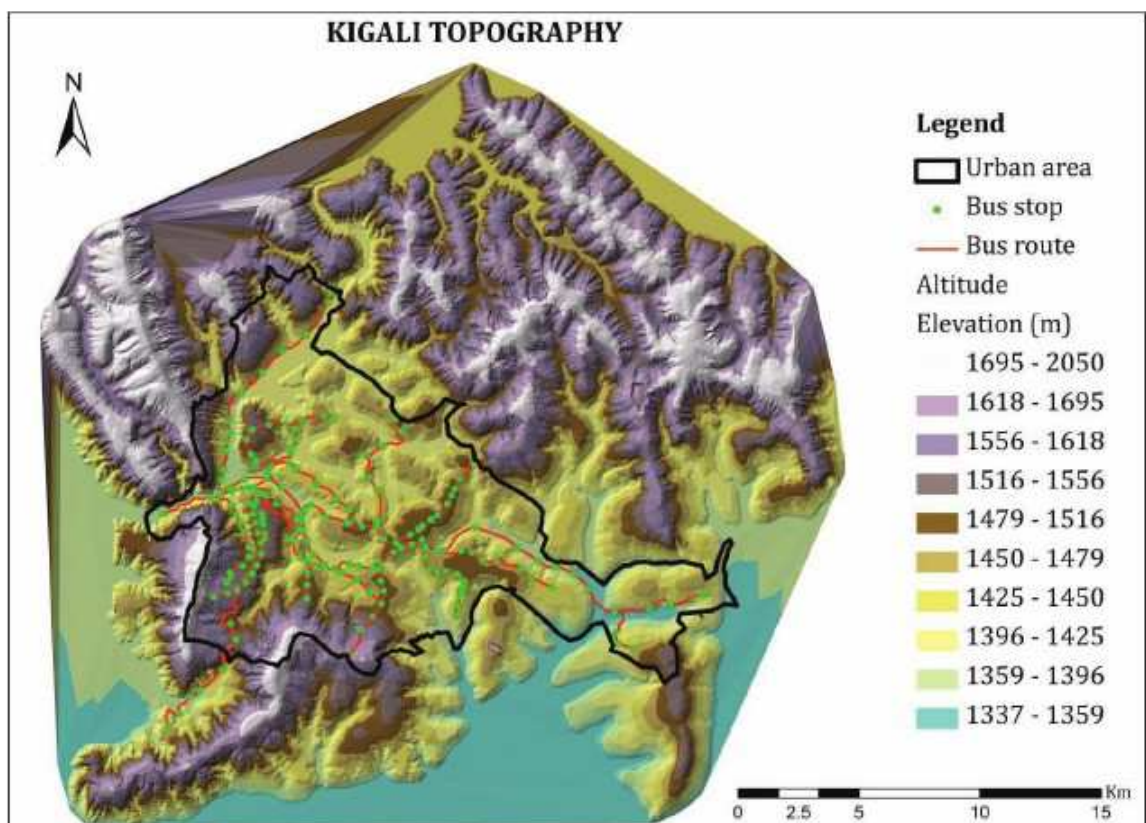 KIGALI TOPOGRAPHY
N
Legend
Urban area
Bus stop
Bus route
Altitude
Elevation (m)
1695 - 2050
1618 - 1695
1556 - 1618
1516 - 1556
1479 - 1516
1450 - 1479
1425 - 1450
1396 - 1425
1359 - 1396
1337 - 1359
Km
0 2.5 5 10 15